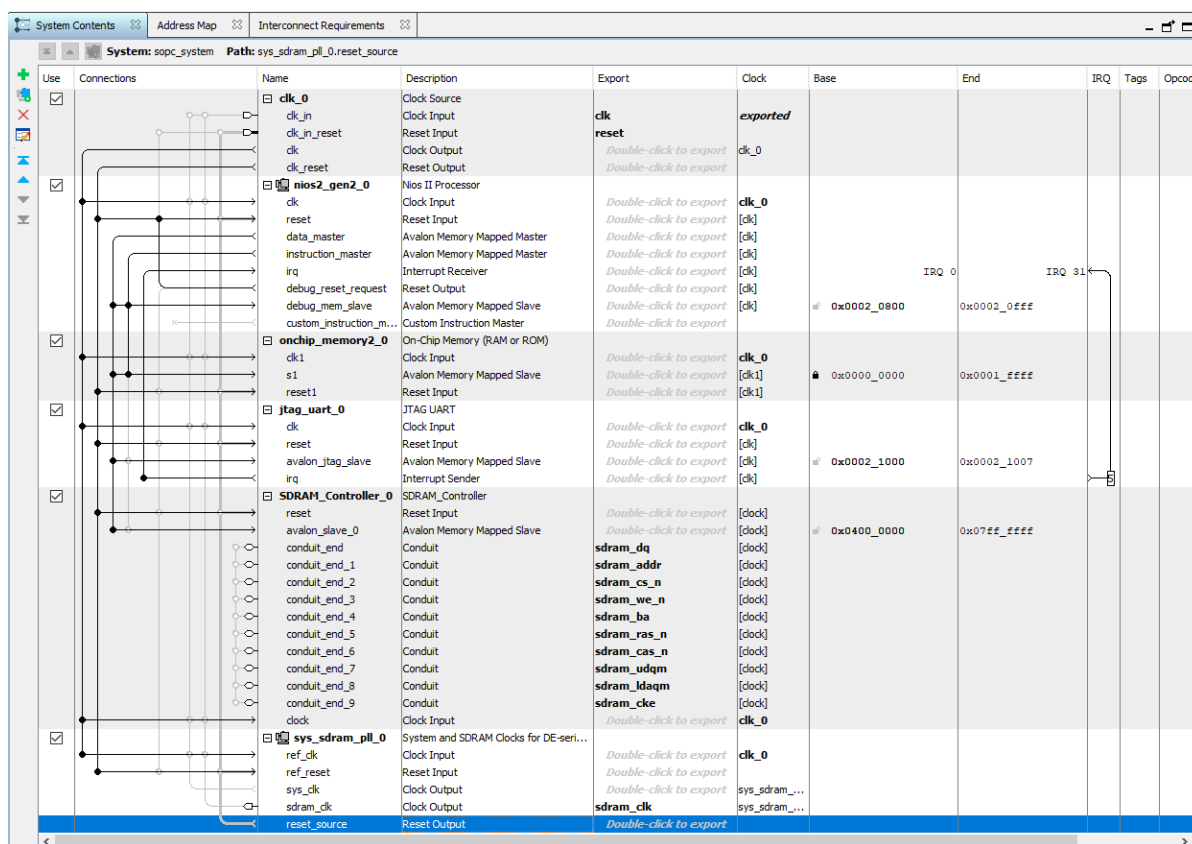 System Contents Address Map Interconnect Requirements
System: sopc_system Path: sys_sdram_pll_0.reset_source
Use Connections Name Description Export Clock Base End IRQ Tags Opcod
clk_0 Clock Source
clk_in Clock Input clk exported
clk_in_reset Reset Input reset
clk Clock Output Double-click to export clk_0
clk_reset Reset Output Double-click to export
nios2_gen2_0 Nios II Processor
clk Clock Input Double-click to export clk_0
reset Reset Input Double-click to export [clk]
data_master Avalon Memory Mapped Master Double-click to export [clk]
instruction_master Avalon Memory Mapped Master Double-click to export [clk]
irq Interrupt Receiver Double-click to export [clk] IRQ 0 IRQ 31
debug_reset_request Reset Output Double-click to export [clk]
debug_mem_slave Avalon Memory Mapped Slave Double-click to export [clk] 0x0002_0800 0x0002_0fff
custom_instruction_m... Custom Instruction Master Double-click to export
onchip_memory2_0 On-Chip Memory (RAM or ROM)
clk1 Clock Input Double-click to export clk_0
s1 Avalon Memory Mapped Slave Double-click to export [clk1] 0x0000_0000 0x0001_ffff
reset1 Reset Input Double-click to export [clk1]
jtag_uart_0 JTAG UART
clk Clock Input Double-click to export clk_0
reset Reset Input Double-click to export [clk]
avalon_jtag_slave Avalon Memory Mapped Slave Double-click to export [clk] 0x0002_1000 0x0002_1007
irq Interrupt Sender Double-click to export [clk] 5
SDRAM_Controller_0 SDRAM_Controller
reset Reset Input Double-click to export [clock]
avalon_slave_0 Avalon Memory Mapped Slave Double-click to export [clock] 0x0400_0000 0x07ff_ffff
conduit_end Conduit sdram_dq [clock]
conduit_end_1 Conduit sdram_addr [clock]
conduit_end_2 Conduit sdram_cs_n [clock]
conduit_end_3 Conduit sdram_we_n [clock]
conduit_end_4 Conduit sdram_ba [clock]
conduit_end_5 Conduit sdram_ras_n [clock]
conduit_end_6 Conduit sdram_cas_n [clock]
conduit_end_7 Conduit sdram_udqm [clock]
conduit_end_8 Conduit sdram_ldaqm [clock]
conduit_end_9 Conduit sdram_cke [clock]
clock Clock Input Double-click to export clk_0
sys_sdram_pll_0 System and SDRAM Clocks for DE-seri...
ref_clk Clock Input Double-click to export clk_0
ref_reset Reset Input Double-click to export
sys_clk Clock Output Double-click to export sys_sdram_...
sdram_clk Clock Output sdram_clk sys_sdram_...
reset_source Reset Output Double-click to export